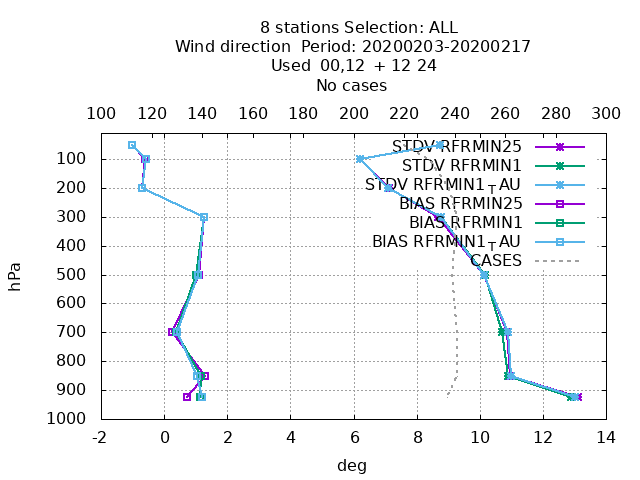 8 stations Selection: ALL
Wind direction  Period: 20200203-20200217
Used  00,12  + 12 24
No cases
100 120 140 160 180 200 220 240 260 280 300
STDV RFRMIN25
STDV RFRMIN1
STDV RFRMIN1TAU
BIAS RFRMIN25
BIAS RFRMIN1
BIAS RFRMIN1TAU
CASES
100
200
300
400
500
600
700
800
900
1000
hPa
-2 0 2 4 6 8 10 12 14
deg